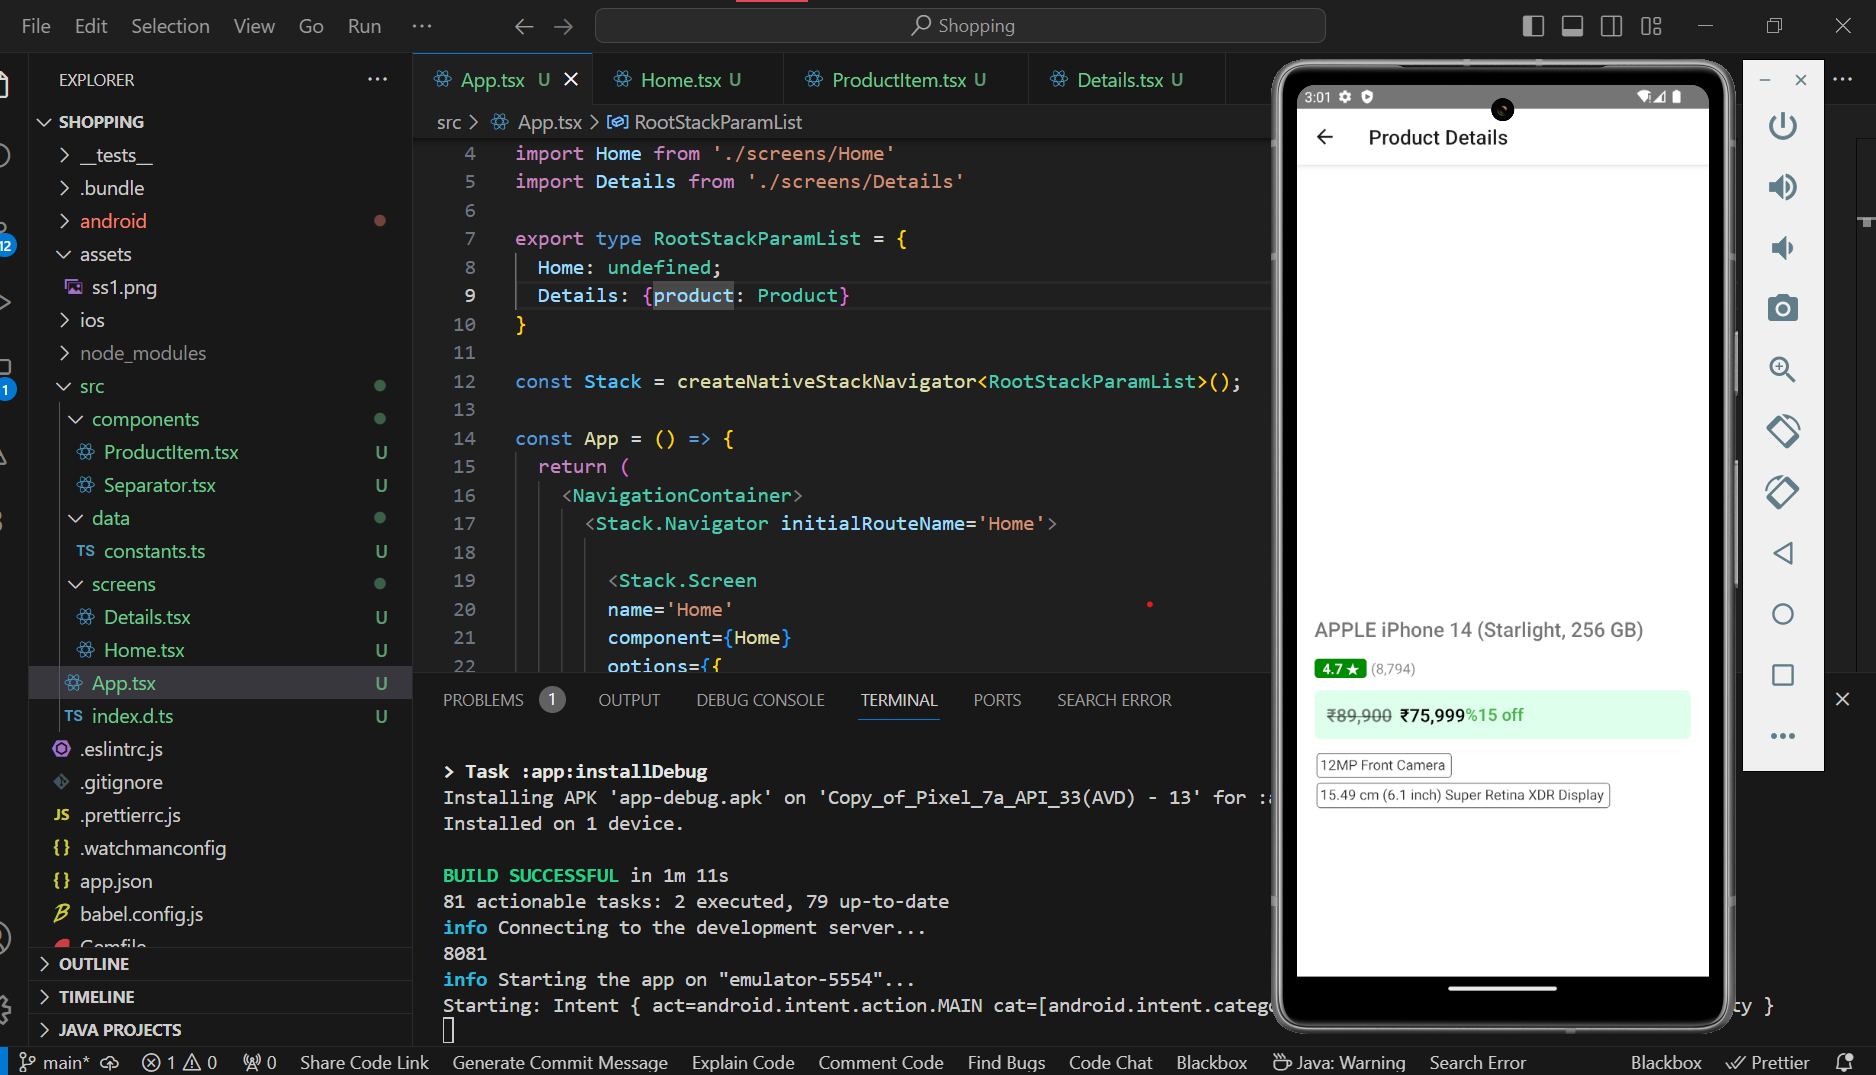 File Edit Selection View Go Run ··· Shopping
EXPLORER ···
SHOPPING
__tests__
.bundle
android
assets
ss1.png
ios
node_modules
src
components
ProductItem.tsx U
Separator.tsx U
data
TS constants.ts U
screens
Details.tsx U
Home.tsx U
App.tsx U
TS index.d.ts U
.eslintrc.js
.gitignore
JS .prettierrc.js
{} .watchmanconfig
{} app.json
babel.config.js
Gemfile
OUTLINE
TIMELINE
JAVA PROJECTS
12
1
App.tsx U Home.tsx U ProductItem.tsx U Details.tsx U ···
src > App.tsx > RootStackParamList
4 import Home from './screens/Home'
5 import Details from './screens/Details'
6
7 export type RootStackParamList = {
8 Home: undefined;
9 Details: {product: Product}
10 }
11
12 const Stack = createNativeStackNavigator<RootStackParamList>();
13
14 const App = () => {
15 return (
16 <NavigationContainer>
17 <Stack.Navigator initialRouteName='Home'>
18
19 <Stack.Screen
20 name='Home'
21 component={Home}
22 options={{
PROBLEMS 1 OUTPUT DEBUG CONSOLE TERMINAL PORTS SEARCH ERROR
> Task :app:installDebug
Installing APK 'app-debug.apk' on 'Copy_of_Pixel_7a_API_33(AVD) - 13' for :
Installed on 1 device.
BUILD SUCCESSFUL in 1m 11s
81 actionable tasks: 2 executed, 79 up-to-date
info Connecting to the development server...
8081
info Starting the app on "emulator-5554"...
Starting: Intent { act=android.intent.action.MAIN cat=[android.intent.catego ty }
3:01
Product Details
APPLE iPhone 14 (Starlight, 256 GB)
4.7 ★ (8,794)
₹89,900 ₹75,999%15 off
12MP Front Camera
15.49 cm (6.1 inch) Super Retina XDR Display
main* 1 0 0 Share Code Link Generate Commit Message Explain Code Comment Code Find Bugs Code Chat Blackbox Java: Warning Search Error Blackbox Prettier